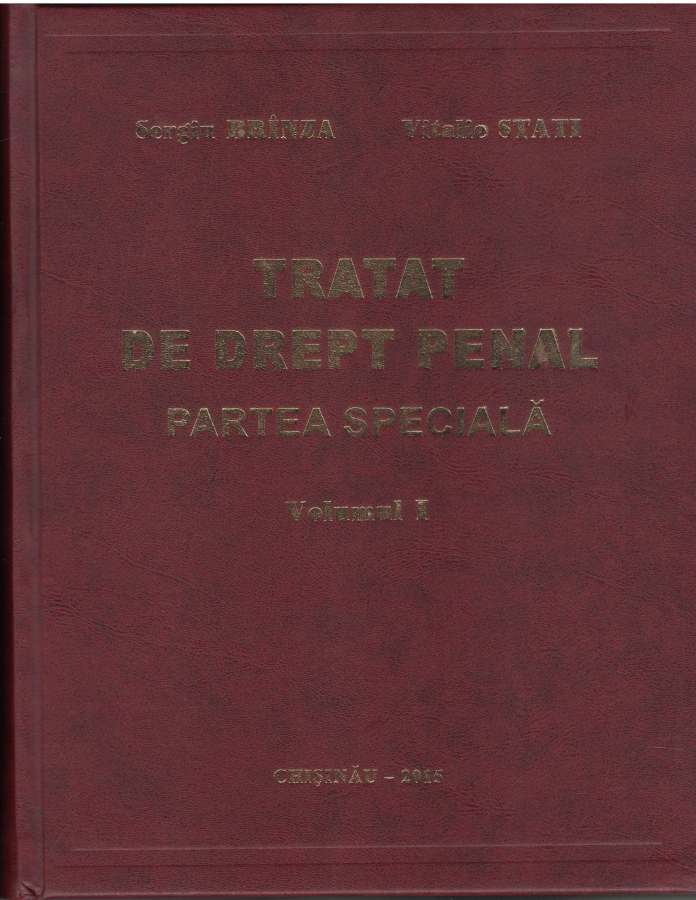 Sergiu BRÎNZA Vitalie STATI
TRATAT
DE DREPT PENAL
PARTEA SPECIALĂ
Volumul I
CHIŞINĂU – 2015